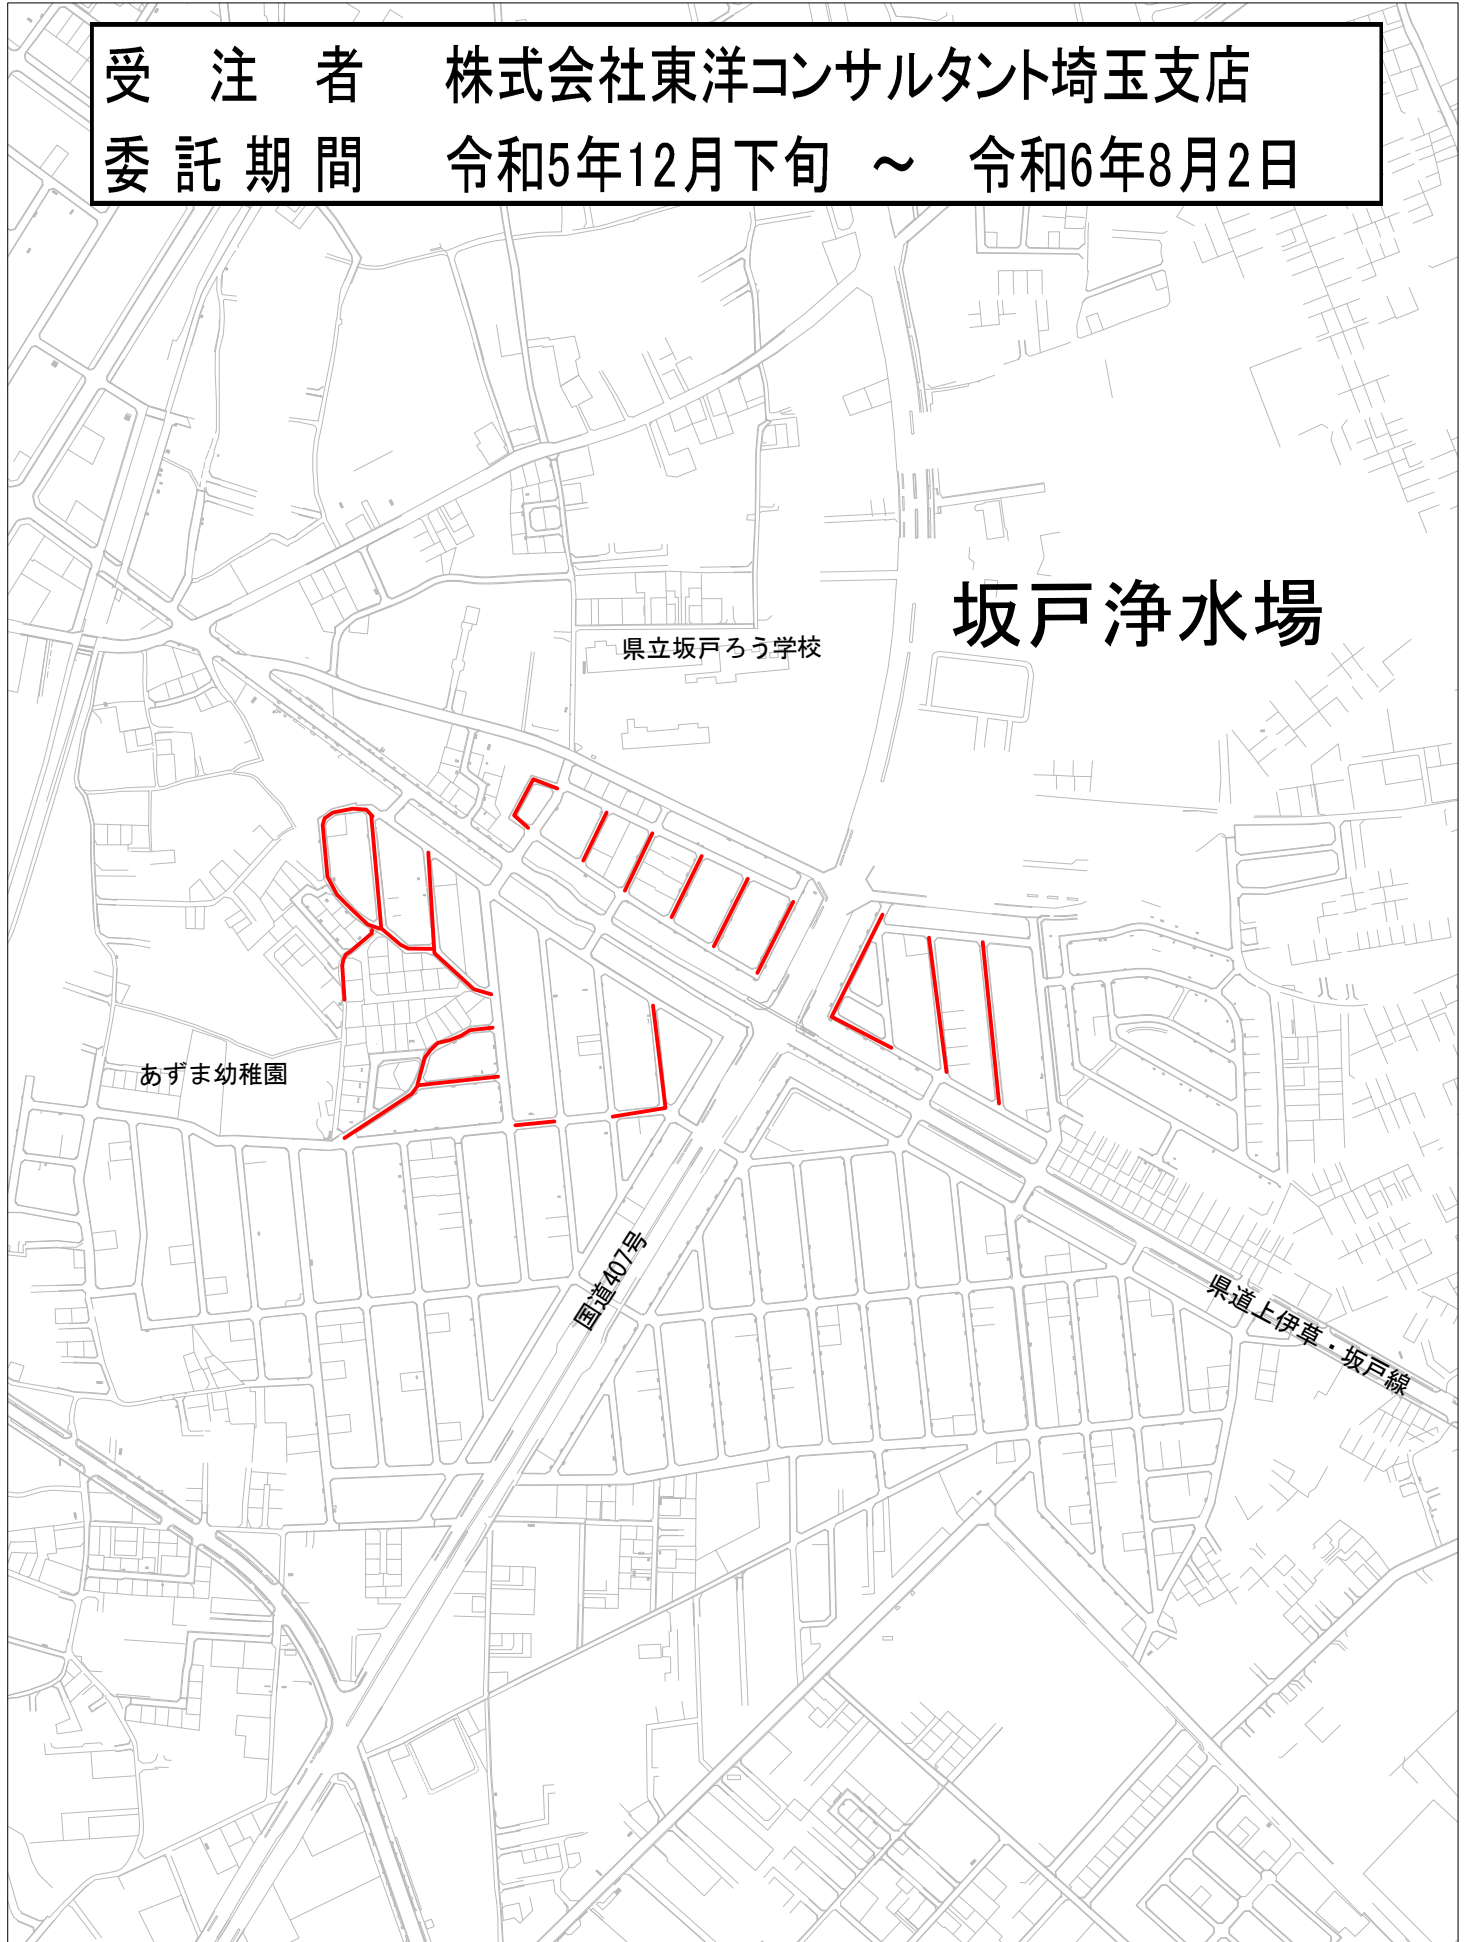 受注者 株式会社東洋コンサルタント埼玉支店
委託期間 令和5年12月下旬 ～ 令和6年8月2日
坂戸浄水場
県立坂戸ろう学校
あずま幼稚園
国道407号
県道上伊草・坂戸線